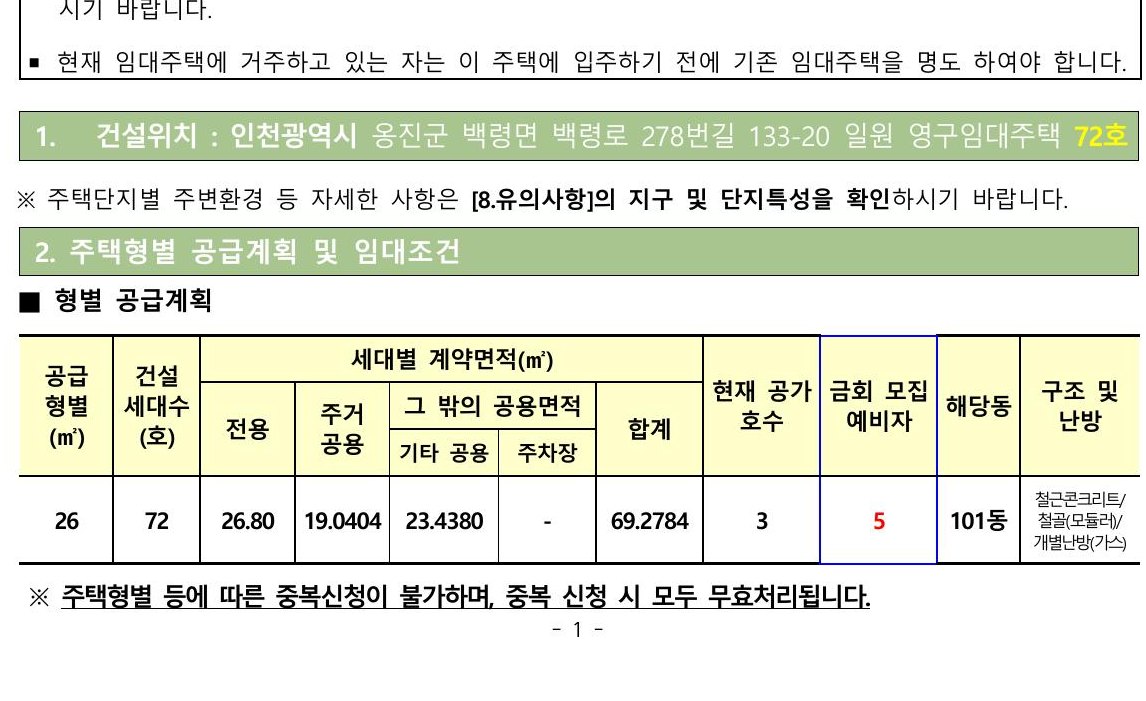 시기 바랍니다.
▪ 현재 임대주택에 거주하고 있는 자는 이 주택에 입주하기 전에 기존 임대주택을 명도 하여야 합니다.
1. 건설위치 : 인천광역시 옹진군 백령면 백령로 278번길 133-20 일원 영구임대주택 72호
※ 주택단지별 주변환경 등 자세한 사항은 [8.유의사항]의 지구 및 단지특성을 확인하시기 바랍니다.
2. 주택형별 공급계획 및 임대조건
■ 형별 공급계획
공급
형별
(㎡)
건설
세대수
(호)
세대별 계약면적(㎡)
전용
주거
공용
그 밖의 공용면적
기타 공용
주차장
합계
현재 공가
호수
금회 모집
예비자
해당동
구조 및
난방
26
72
26.80
19.0404
23.4380
-
69.2784
3
5
101동
철근콘크리트/
철골(모듈러)/
개별난방(가스)
※ 주택형별 등에 따른 중복신청이 불가하며, 중복 신청 시 모두 무효처리됩니다.
- 1 -